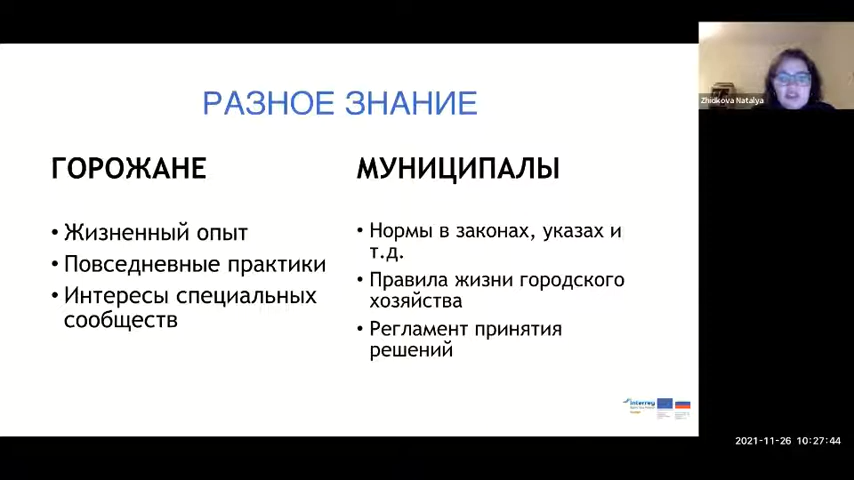 Zhidkova Natalya
РАЗНОЕ ЗНАНИЕ
ГОРОЖАНЕ
• Жизненный опыт
• Повседневные практики
• Интересы специальных
сообществ
МУНИЦИПАЛЫ
• Нормы в законах, указах и
т.д.
• Правила жизни городского
хозяйства
• Регламент принятия
решений
interreg
2021-11-26 10:27:44